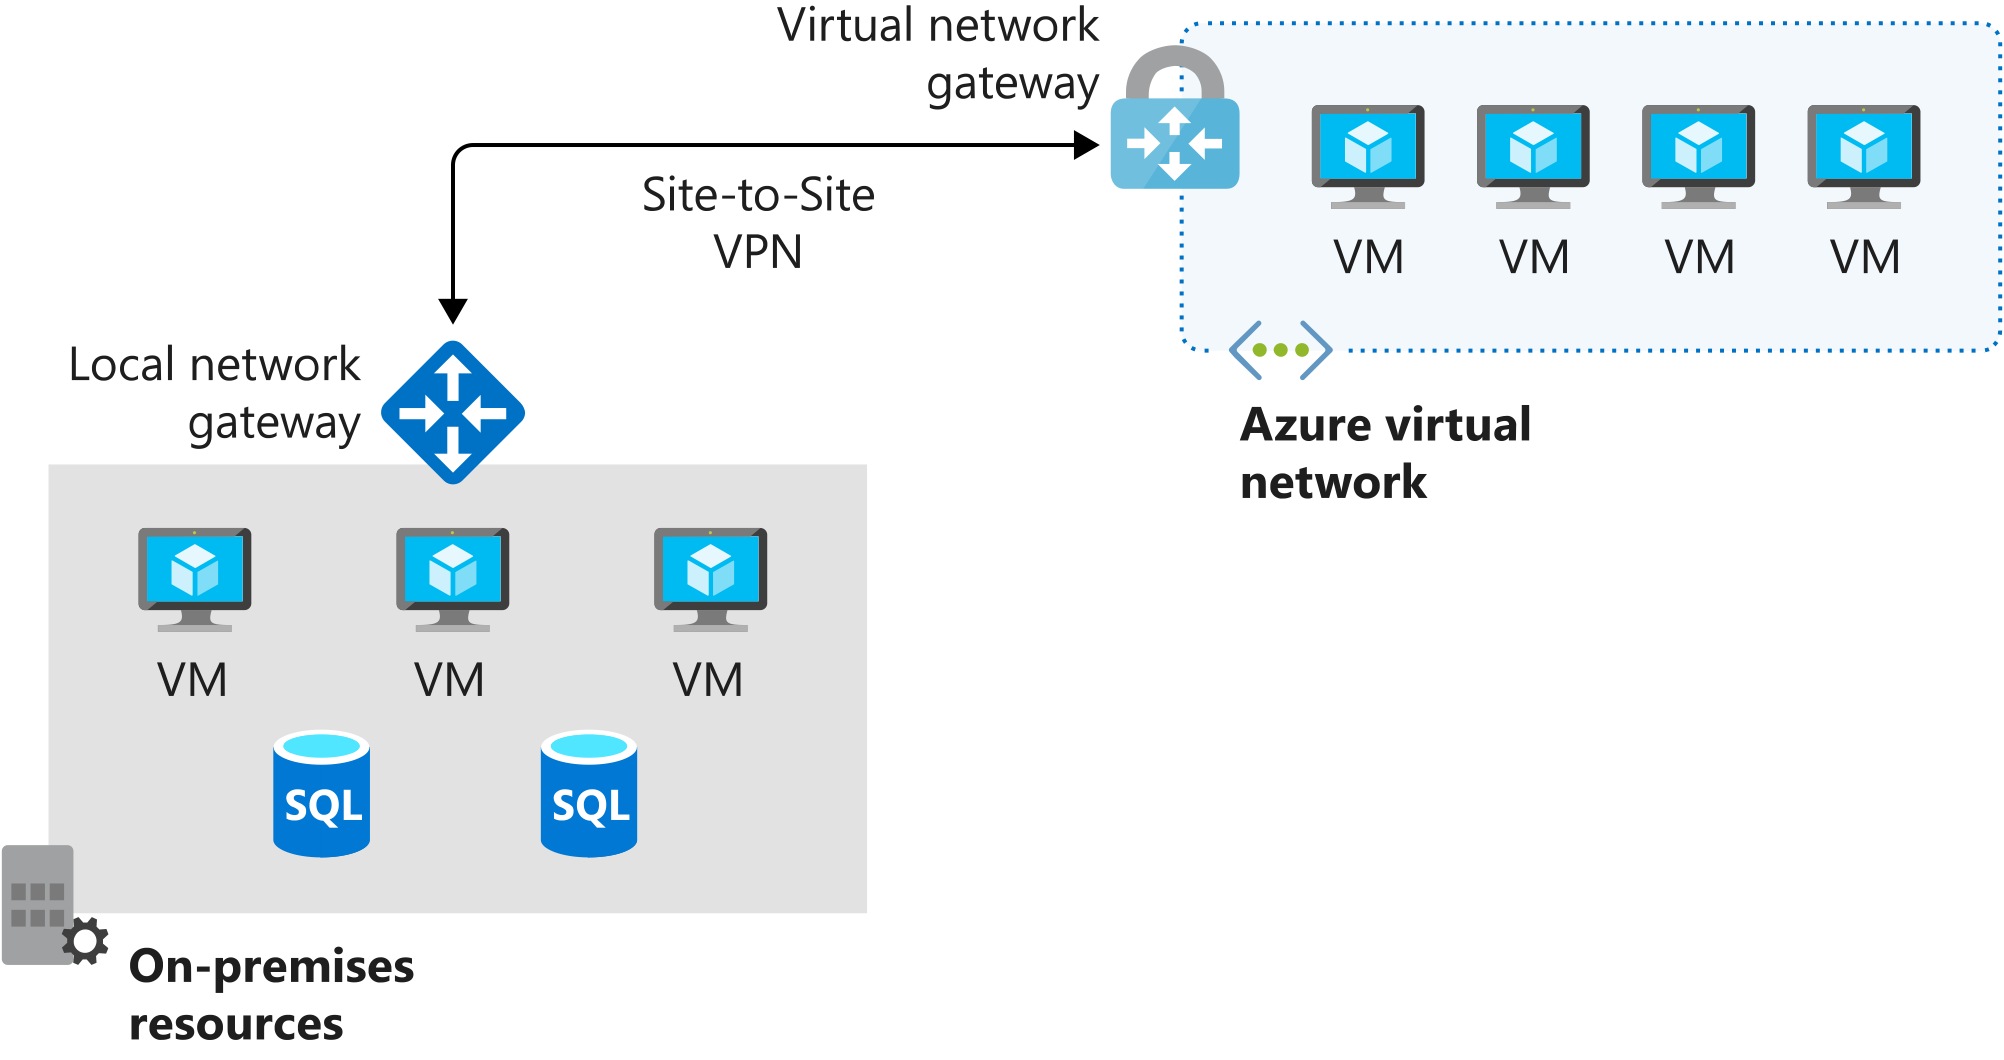 Virtual network
gateway
Site-to-Site
VPN
VM VM VM VM
Azure virtual
network
Local network
gateway
VM VM VM
SQL SQL
On-premises
resources